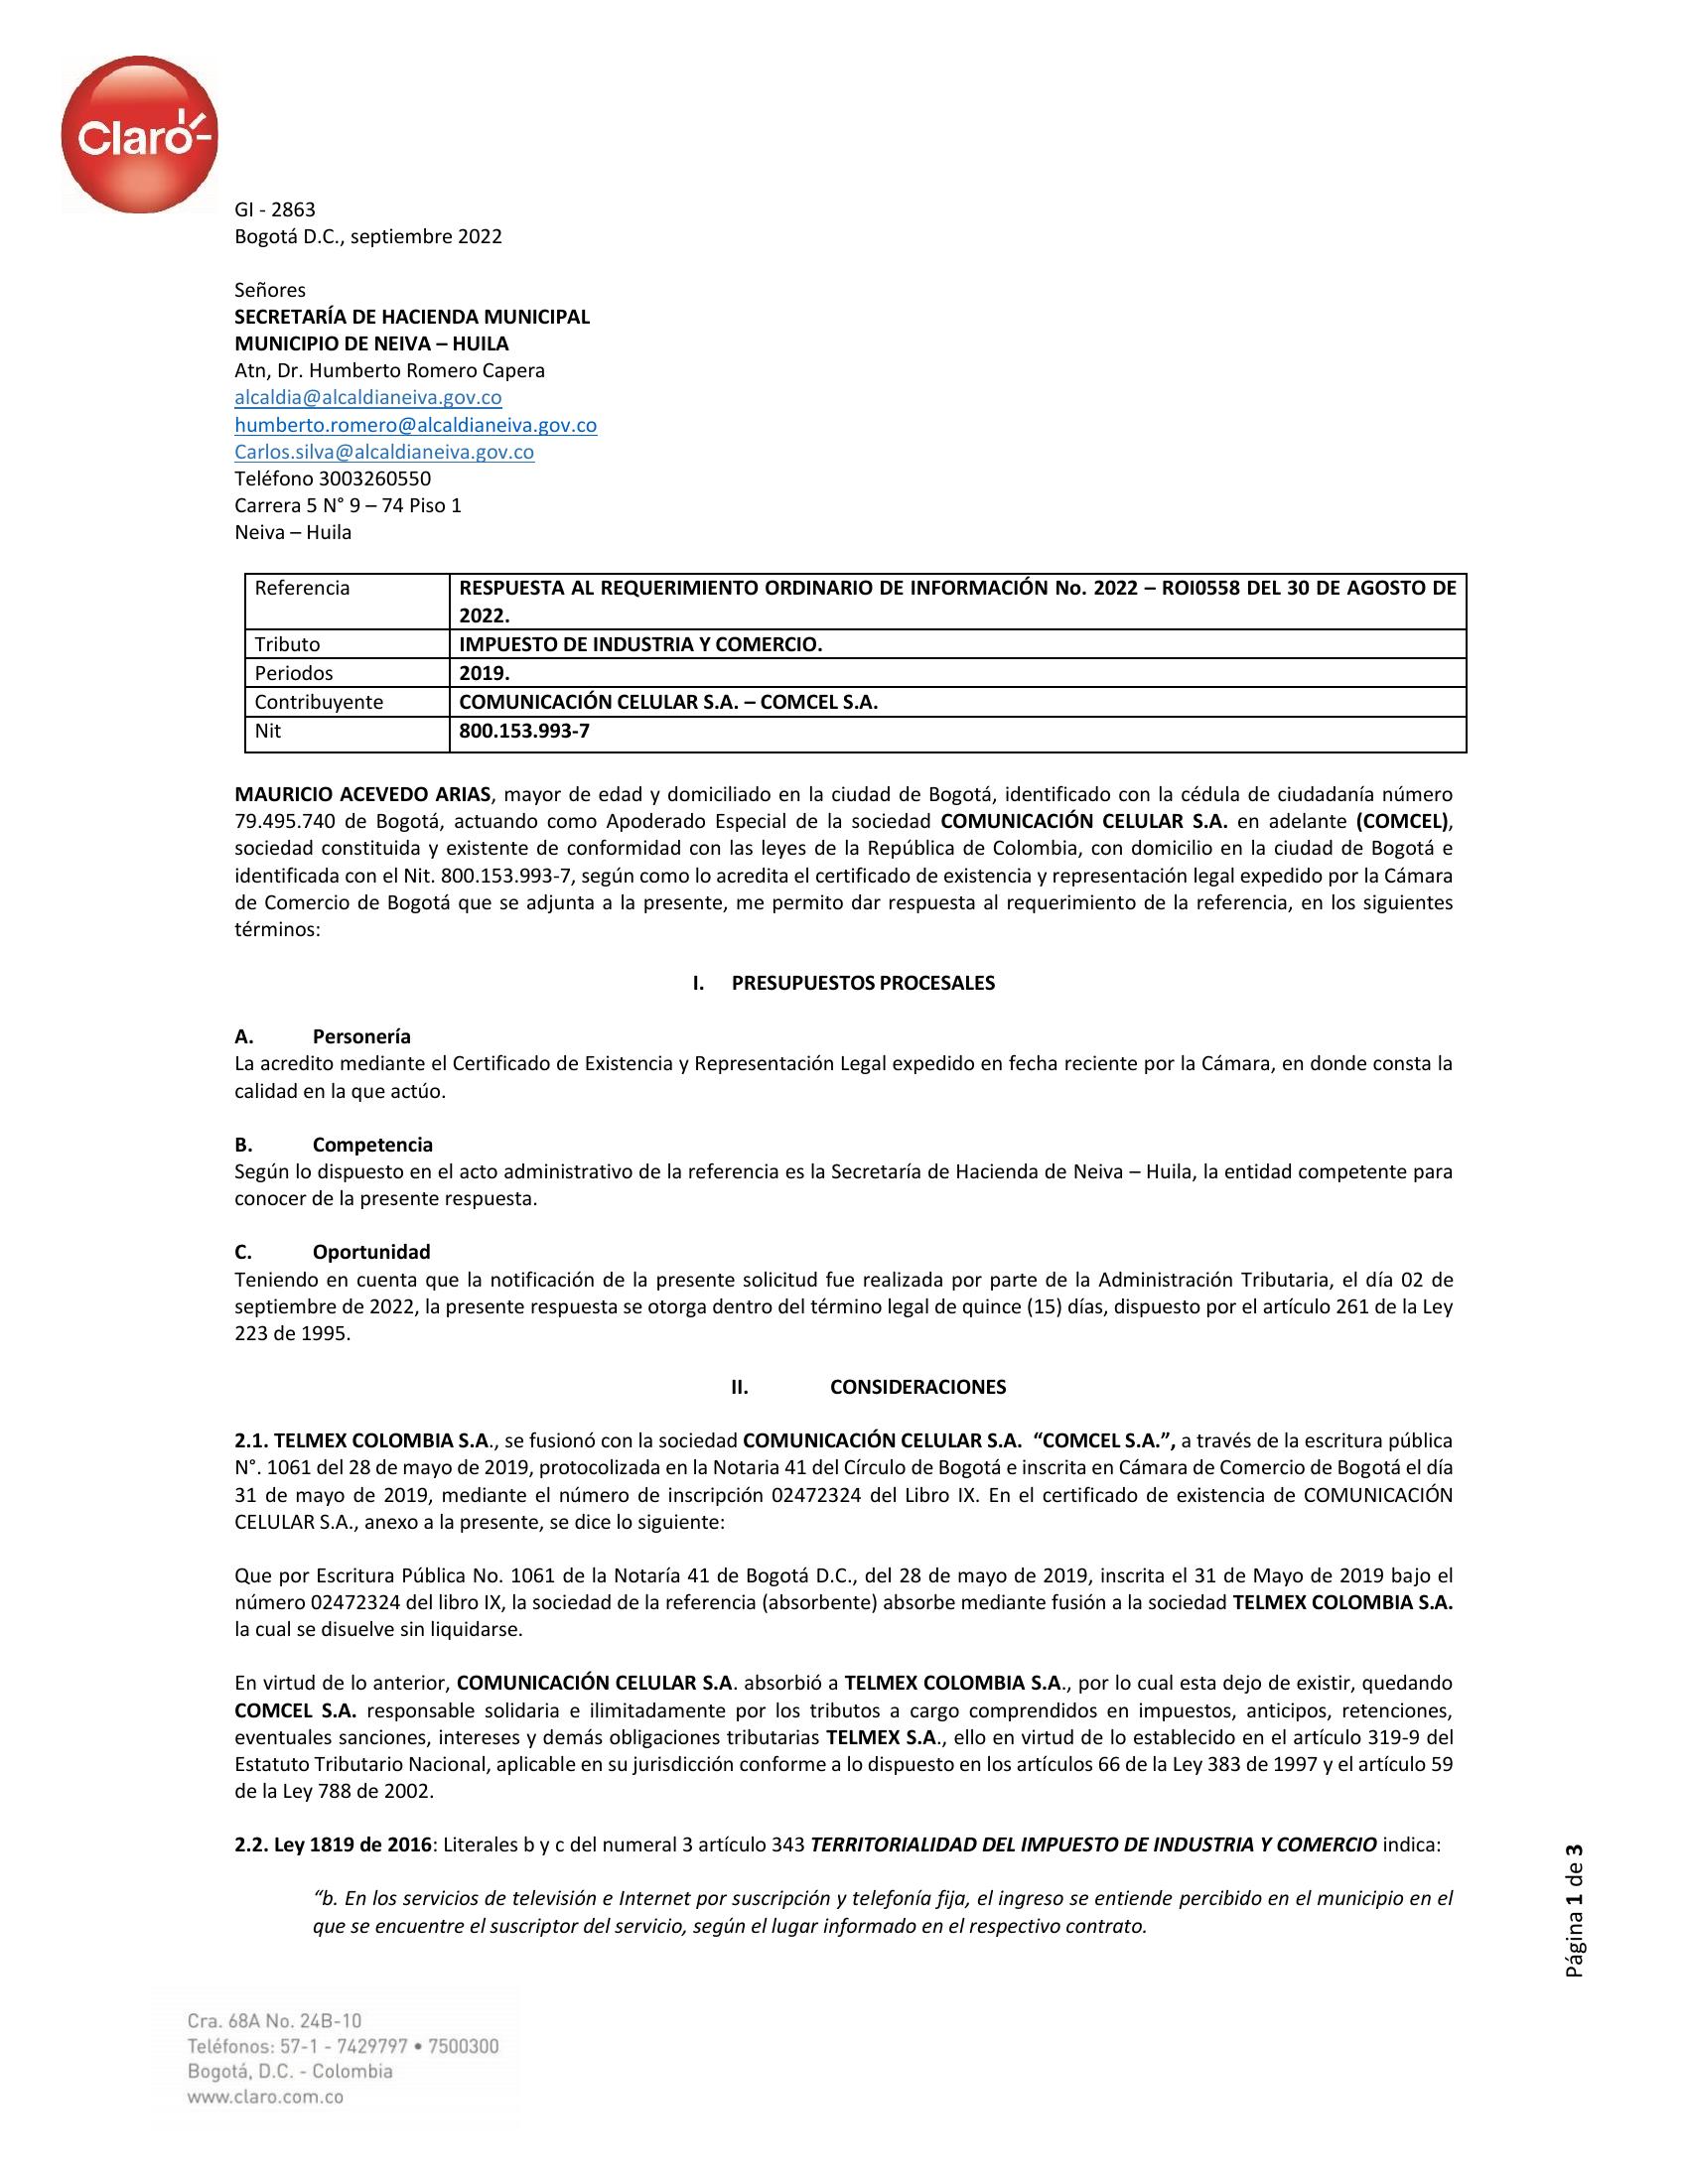 Claro
GI - 2863
Bogotá D.C., septiembre 2022
Señores
SECRETARÍA DE HACIENDA MUNICIPAL
MUNICIPIO DE NEIVA – HUILA
Atn, Dr. Humberto Romero Capera
alcaldia@alcaldianeiva.gov.co
humberto.romero@alcaldianeiva.gov.co
Carlos.silva@alcaldianeiva.gov.co
Teléfono 3003260550
Carrera 5 N° 9 – 74 Piso 1
Neiva – Huila
Referencia RESPUESTA AL REQUERIMIENTO ORDINARIO DE INFORMACIÓN No. 2022 – ROI0558 DEL 30 DE AGOSTO DE
2022.
Tributo IMPUESTO DE INDUSTRIA Y COMERCIO.
Periodos 2019.
Contribuyente COMUNICACIÓN CELULAR S.A. – COMCEL S.A.
Nit 800.153.993-7
MAURICIO ACEVEDO ARIAS, mayor de edad y domiciliado en la ciudad de Bogotá, identificado con la cédula de ciudadanía número
79.495.740 de Bogotá, actuando como Apoderado Especial de la sociedad COMUNICACIÓN CELULAR S.A. en adelante (COMCEL),
sociedad constituida y existente de conformidad con las leyes de la República de Colombia, con domicilio en la ciudad de Bogotá e
identificada con el Nit. 800.153.993-7, según como lo acredita el certificado de existencia y representación legal expedido por la Cámara
de Comercio de Bogotá que se adjunta a la presente, me permito dar respuesta al requerimiento de la referencia, en los siguientes
términos:
I. PRESUPUESTOS PROCESALES
A. Personería
La acredito mediante el Certificado de Existencia y Representación Legal expedido en fecha reciente por la Cámara, en donde consta la
calidad en la que actúo.
B. Competencia
Según lo dispuesto en el acto administrativo de la referencia es la Secretaría de Hacienda de Neiva – Huila, la entidad competente para
conocer de la presente respuesta.
C. Oportunidad
Teniendo en cuenta que la notificación de la presente solicitud fue realizada por parte de la Administración Tributaria, el día 02 de
septiembre de 2022, la presente respuesta se otorga dentro del término legal de quince (15) días, dispuesto por el artículo 261 de la Ley
223 de 1995.
II. CONSIDERACIONES
2.1. TELMEX COLOMBIA S.A., se fusionó con la sociedad COMUNICACIÓN CELULAR S.A. “COMCEL S.A.”, a través de la escritura pública
N°. 1061 del 28 de mayo de 2019, protocolizada en la Notaria 41 del Círculo de Bogotá e inscrita en Cámara de Comercio de Bogotá el día
31 de mayo de 2019, mediante el número de inscripción 02472324 del Libro IX. En el certificado de existencia de COMUNICACIÓN
CELULAR S.A., anexo a la presente, se dice lo siguiente:
Que por Escritura Pública No. 1061 de la Notaría 41 de Bogotá D.C., del 28 de mayo de 2019, inscrita el 31 de Mayo de 2019 bajo el
número 02472324 del libro IX, la sociedad de la referencia (absorbente) absorbe mediante fusión a la sociedad TELMEX COLOMBIA S.A.
la cual se disuelve sin liquidarse.
En virtud de lo anterior, COMUNICACIÓN CELULAR S.A. absorbió a TELMEX COLOMBIA S.A., por lo cual esta dejo de existir, quedando
COMCEL S.A. responsable solidaria e ilimitadamente por los tributos a cargo comprendidos en impuestos, anticipos, retenciones,
eventuales sanciones, intereses y demás obligaciones tributarias TELMEX S.A., ello en virtud de lo establecido en el artículo 319-9 del
Estatuto Tributario Nacional, aplicable en su jurisdicción conforme a lo dispuesto en los artículos 66 de la Ley 383 de 1997 y el artículo 59
de la Ley 788 de 2002.
2.2. Ley 1819 de 2016: Literales b y c del numeral 3 artículo 343 TERRITORIALIDAD DEL IMPUESTO DE INDUSTRIA Y COMERCIO indica:
“b. En los servicios de televisión e Internet por suscripción y telefonía fija, el ingreso se entiende percibido en el municipio en el
que se encuentre el suscriptor del servicio, según el lugar informado en el respectivo contrato.
Página 1 de 3
Cra. 68A No. 24B-10
Teléfonos: 57-1 - 7429797 • 7500300
Bogotá, D.C. - Colombia
www.claro.com.co